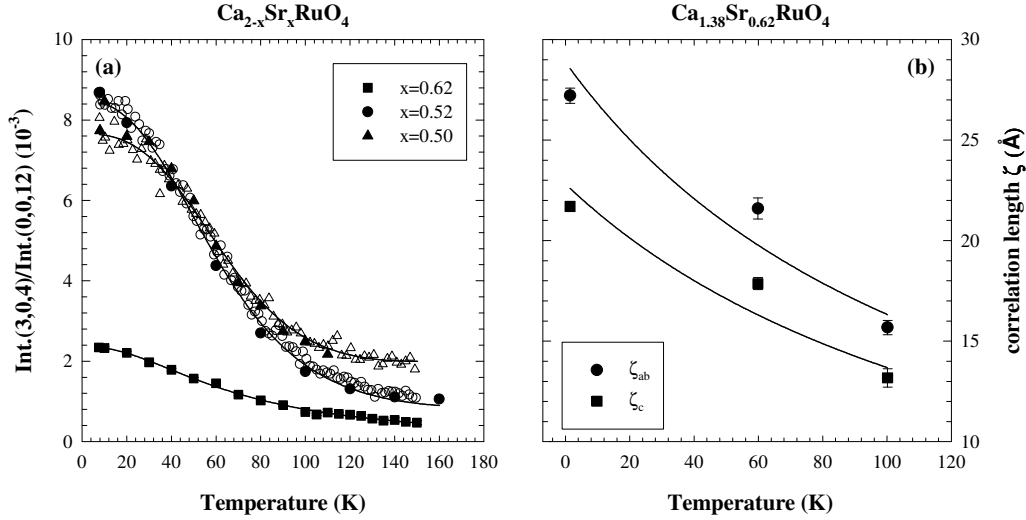 Ca2-xSrxRuO4
Ca1.38Sr0.62RuO4
(a)
x=0.62
x=0.52
x=0.50
10
8
6
4
2
0
Int.(3,0,4)/Int.(0,0,12) (10-3)
0 20 40 60 80 100 120 140 160 180
Temperature (K)
(b)
ζab
ζc
30
25
20
15
10
correlation length ζ (Å)
0 20 40 60 80 100
Temperature (K)